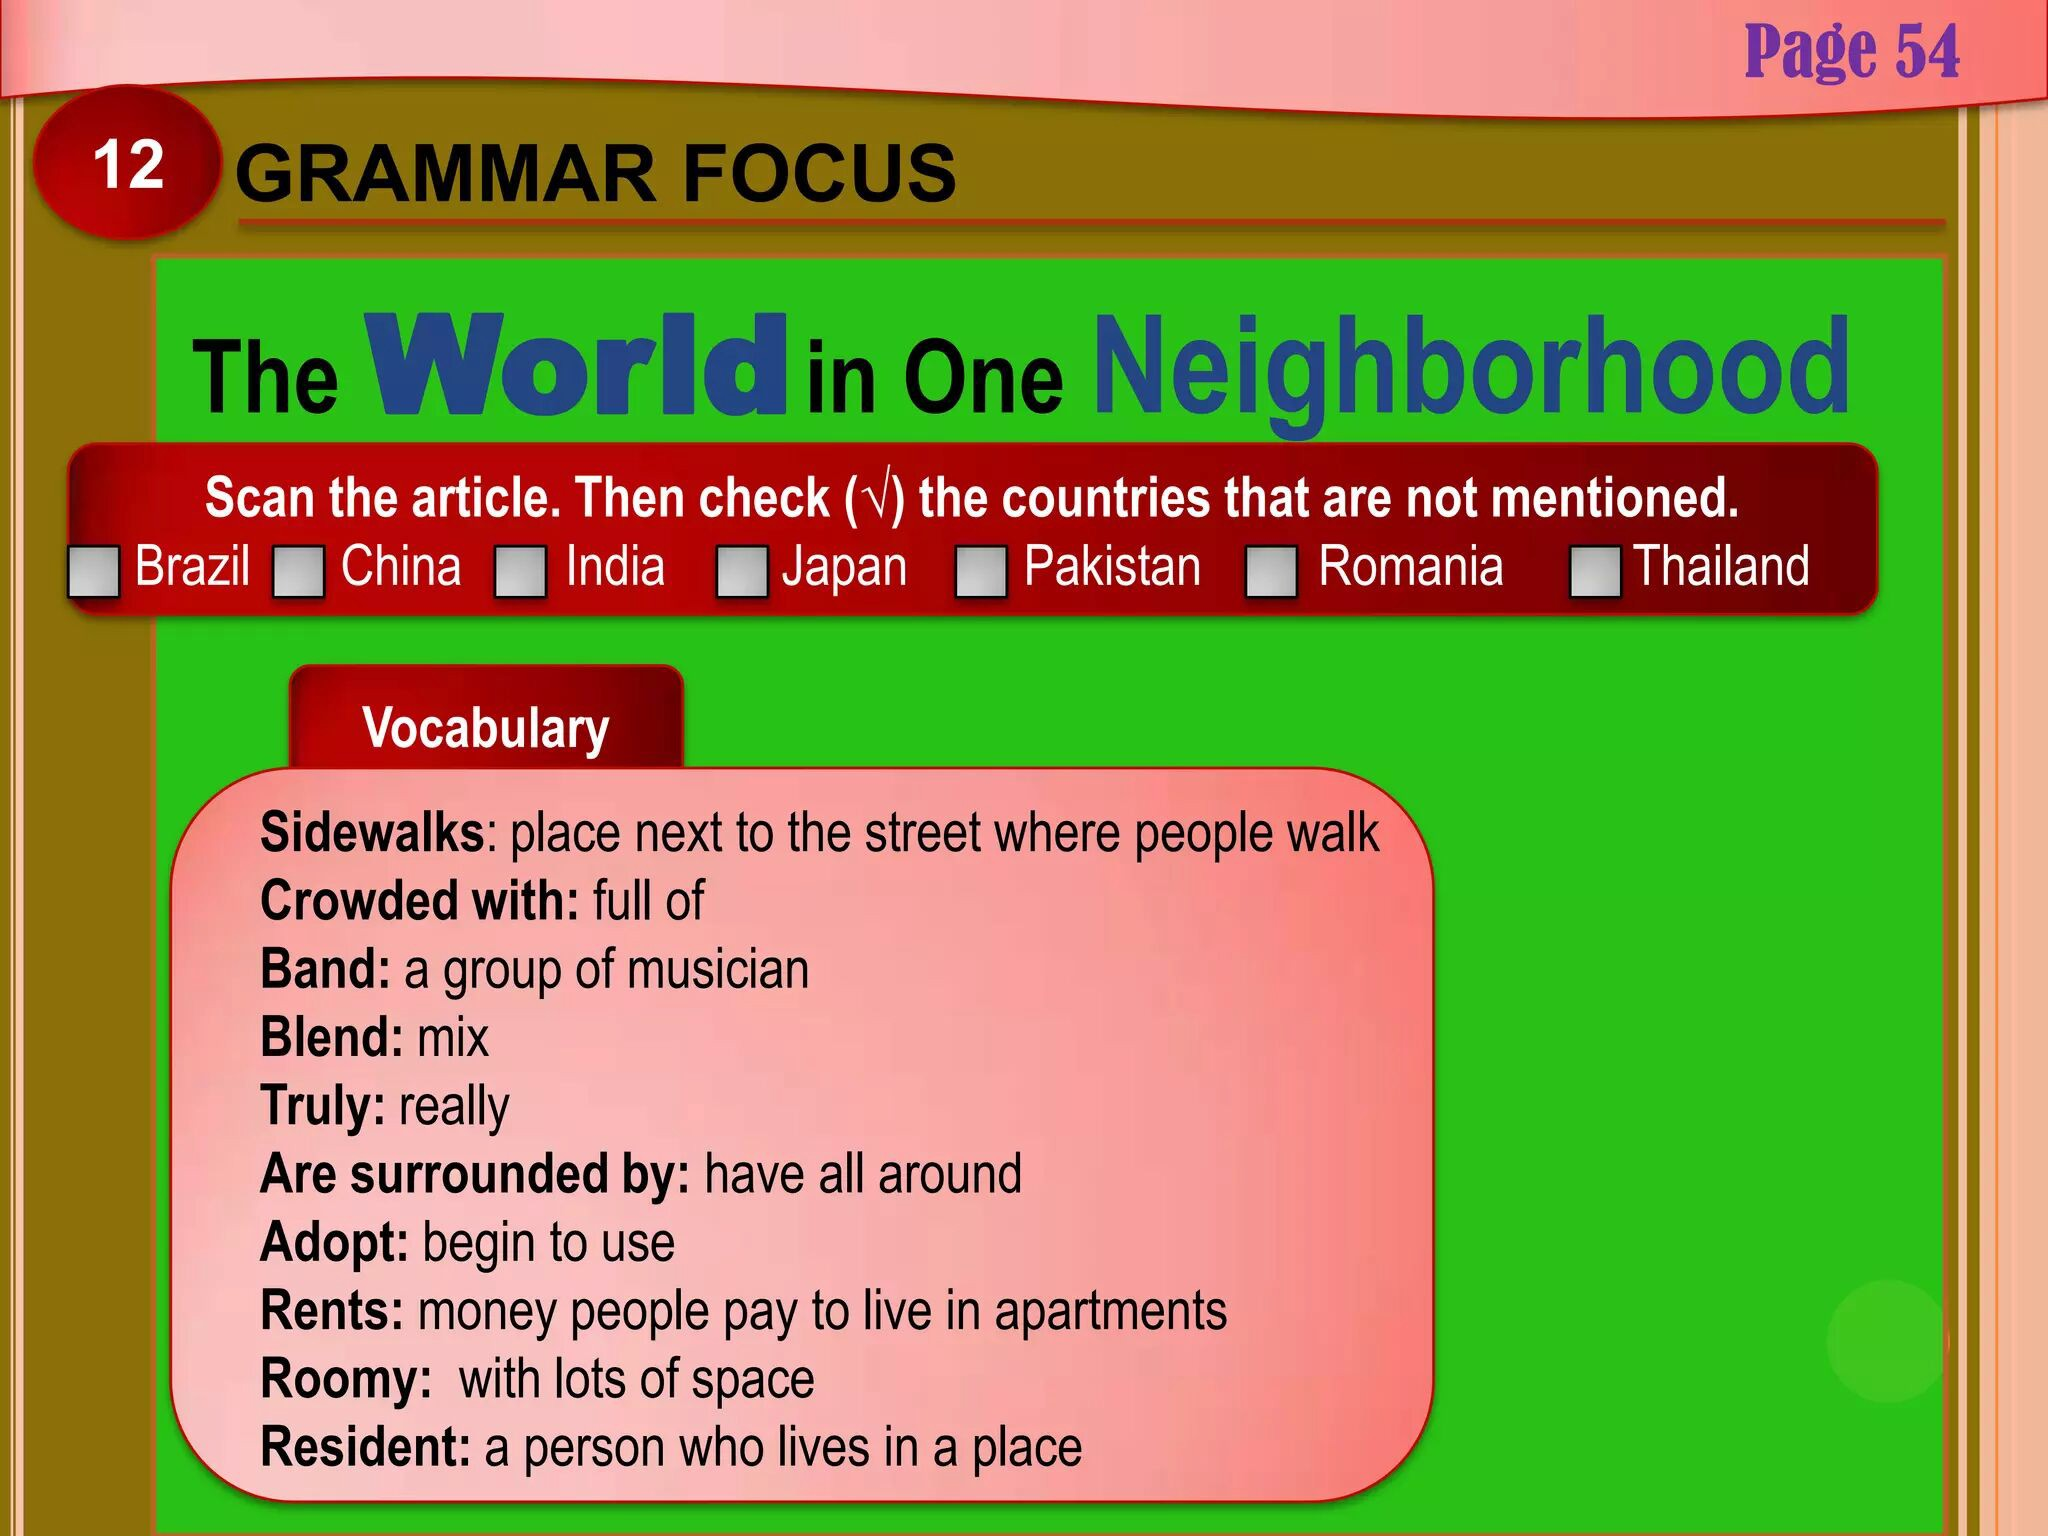 Page 54
12 GRAMMAR FOCUS
The World in One Neighborhood
Scan the article. Then check (√) the countries that are not mentioned.
Brazil China India Japan Pakistan Romania Thailand
Vocabulary
Sidewalks: place next to the street where people walk
Crowded with: full of
Band: a group of musician
Blend: mix
Truly: really
Are surrounded by: have all around
Adopt: begin to use
Rents: money people pay to live in apartments
Roomy: with lots of space
Resident: a person who lives in a place